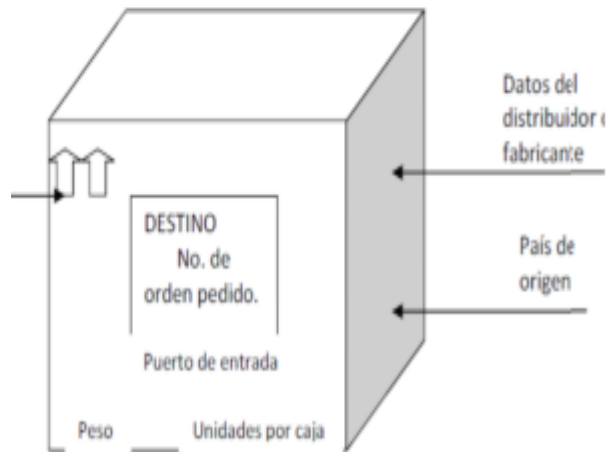 Datos del
distribuidor
fabricante
DESTINO
No. de
orden pedido.
País de
origen
Puerto de entrada
Peso
Unidades por caja